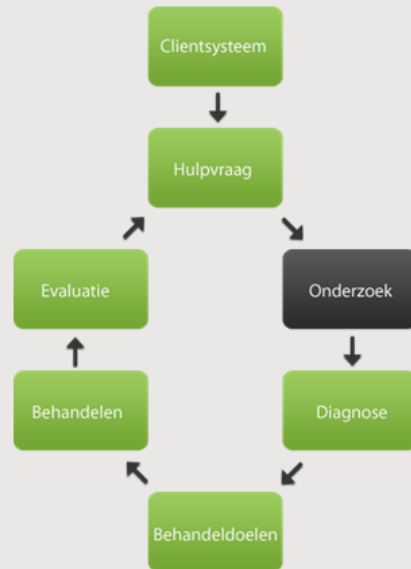 Clientsysteem
Hulpvraag
Evaluatie
Onderzoek
Behandelen
Diagnose
Behandeldoelen